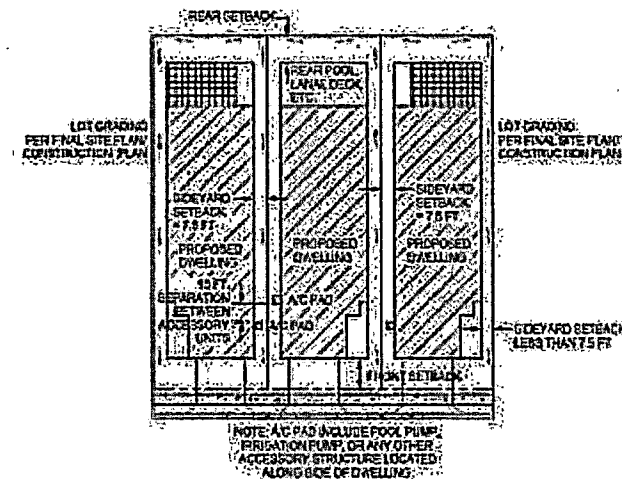 REAR SETBACK
REAR POOL,
LANAI, DECK,
ETC.
LOT GRADING
PER FINAL SITE PLAN/
CONSTRUCTION PLAN
LOT GRADING
PER FINAL SITE PLAN/
CONSTRUCTION PLAN
SIDEYARD
SETBACK
= 7.5 FT
SIDEYARD
SETBACK
= 7.5 FT
PROPOSED
DWELLING
PROPOSED
DWELLING
PROPOSED
DWELLING
SEPARATION
BETWEEN
ACCESSORY
UNITS
A/C PAD
A/C PAD
SIDEYARD SETBACK
LESS THAN 7.5 FT
FRONT SETBACK
NOTE: A/C PAD INCLUDE POOL PUMP,
IRRIGATION PUMP, OR ANY OTHER
ACCESSORY STRUCTURE LOCATED
ALONG SIDE OF DWELLING